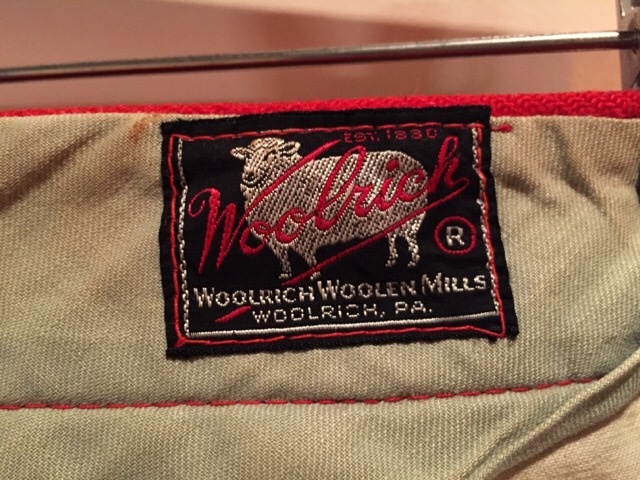 EST. 1830
Woolrich
R
WOOLRICH WOOLEN MILLS
WOOLRICH, PA.